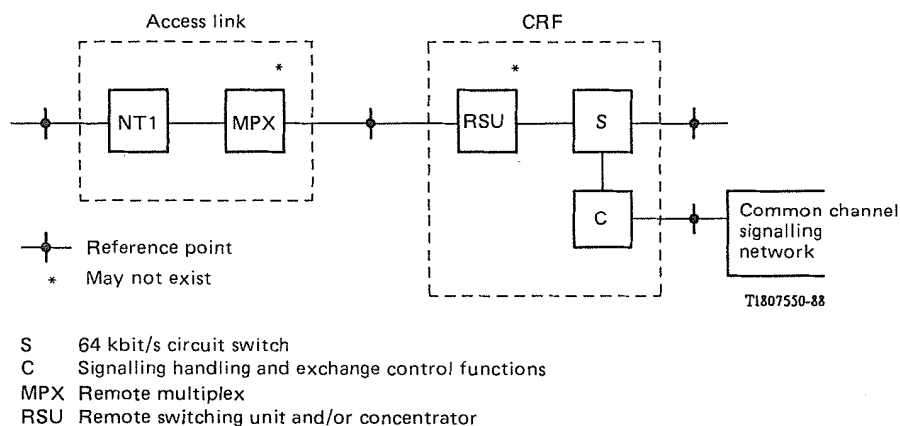 Access link
CRF
*
*
NT1
MPX
RSU
S
C
Common channel
signalling
network
Reference point
* May not exist
T1807550-88
S 64 kbit/s circuit switch
C Signalling handling and exchange control functions
MPX Remote multiplex
RSU Remote switching unit and/or concentrator